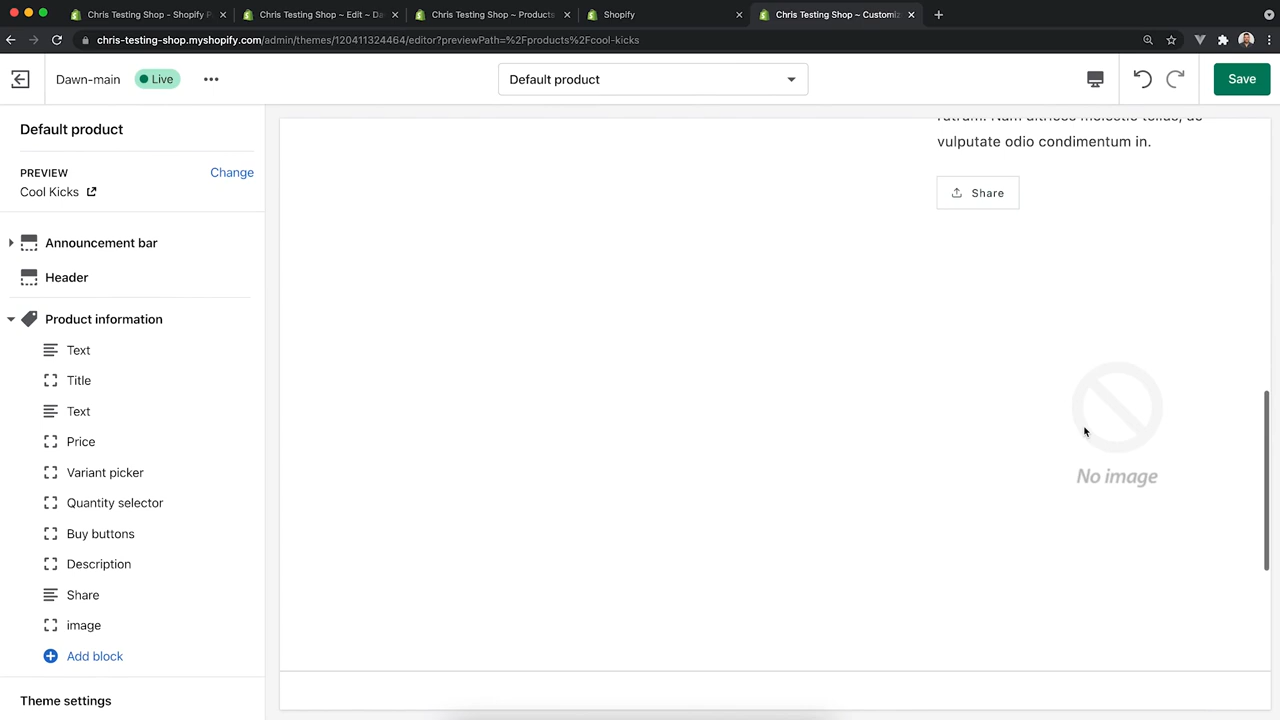 Chris Testing Shop - Shopify P
Chris Testing Shop ~ Edit ~ Da
Chris Testing Shop ~ Products
Shopify
Chris Testing Shop ~ Customiz
chris-testing-shop.myshopify.com/admin/themes/120411324464/editor?previewPath=%2Fproducts%2Fcool-kicks
Dawn-main
Live
Default product
Save
Default product
PREVIEW
Change
Cool Kicks
Announcement bar
Header
Product information
Text
Title
Text
Price
Variant picker
Quantity selector
Buy buttons
Description
Share
image
Add block
Theme settings
vulputate odio condimentum in.
Share
No image